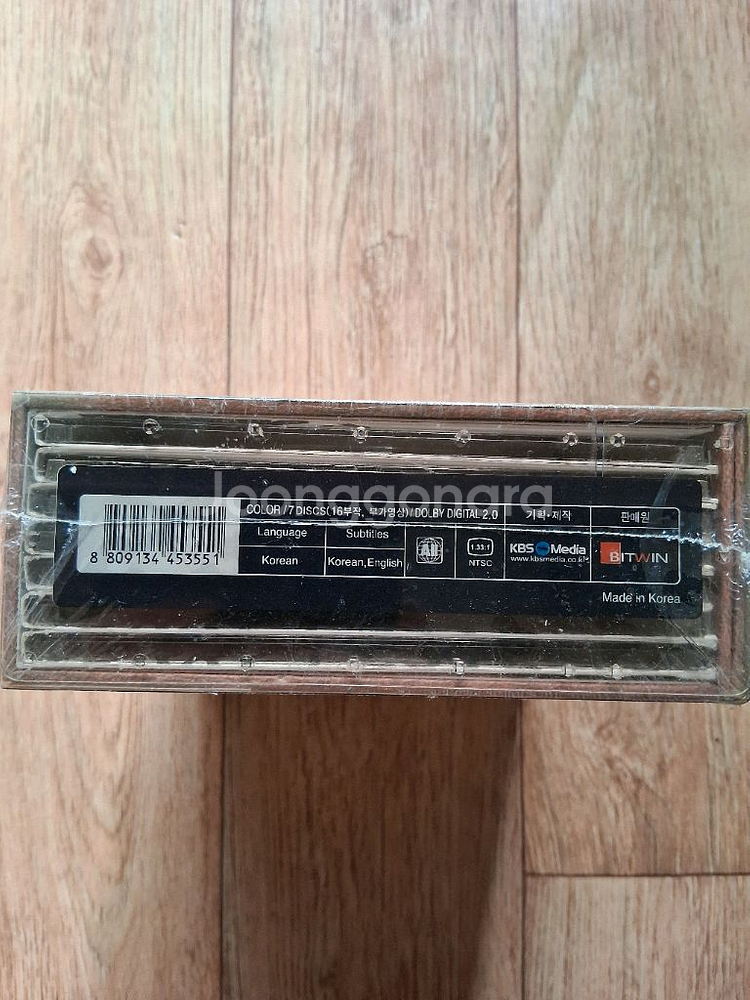 joonggonara
COLOR / 7 DISCS(16부작, 부가영상) / DOLBY DIGITAL 2.0
기획·제작
판매원
Language
Subtitles
Korean
Korean,English
ALL
1.33:1
NTSC
KBS Media
www.kbsmedia.co.kr
BITWIN
8 809134 453551
Made in Korea